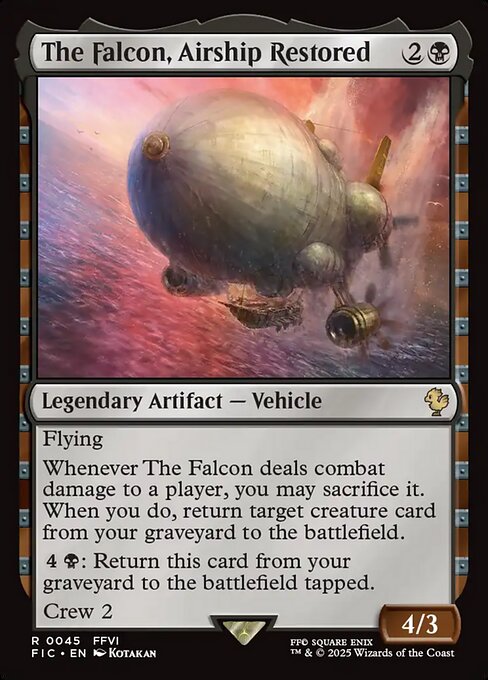 The Falcon, Airship Restored 2
Legendary Artifact — Vehicle
Flying
Whenever The Falcon deals combat
damage to a player, you may sacrifice it.
When you do, return target creature card
from your graveyard to the battlefield.
4 : Return this card from your
graveyard to the battlefield tapped.
Crew 2
4/3
R 0045 FFVI
FIC • EN KOTAKAN
FF© SQUARE ENIX
™ & © 2025 Wizards of the Coast